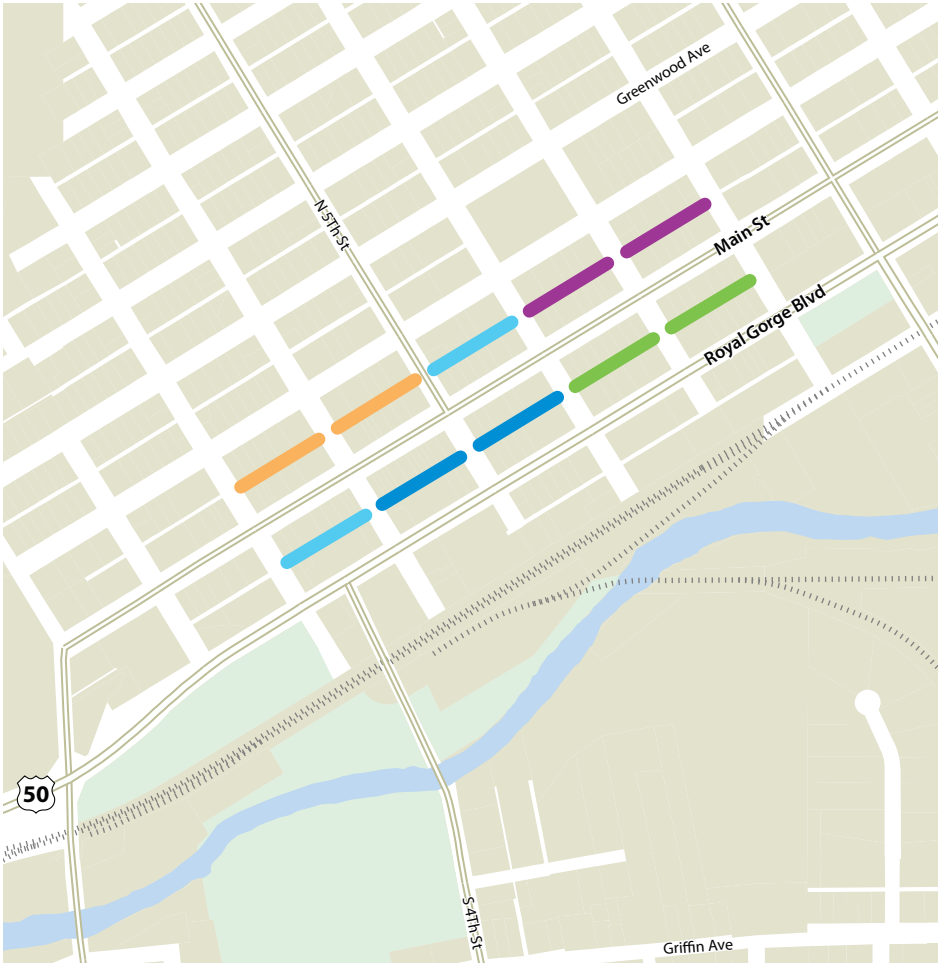 Greenwood Ave
N 5Th St
Main St
Royal Gorge Blvd
50
S 4Th St
Griffin Ave